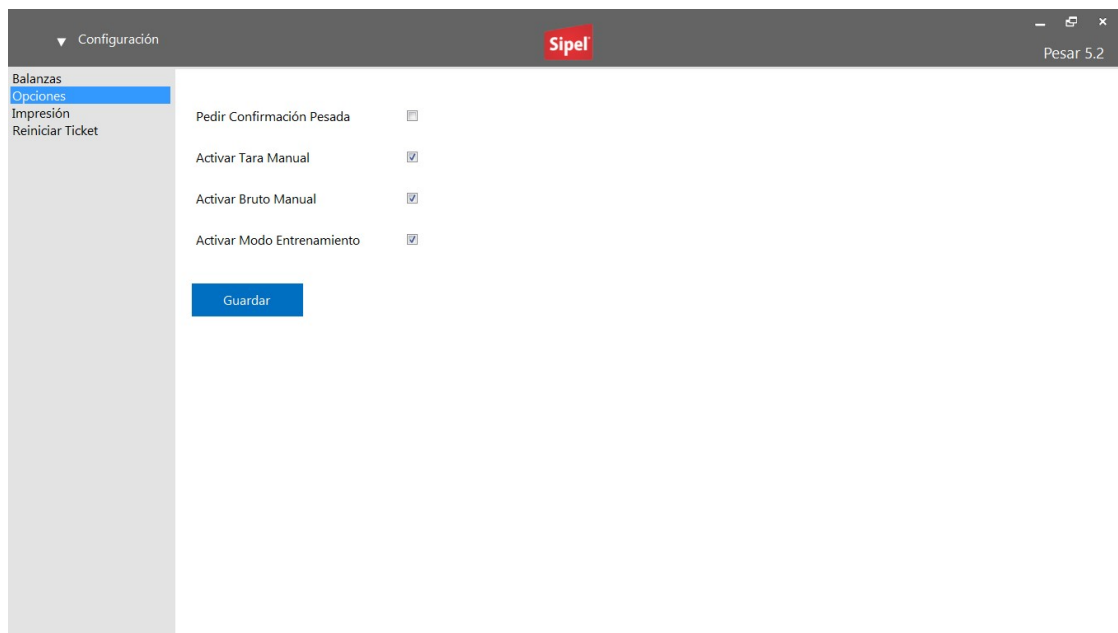 Configuración
Sipel
Pesar 5.2
Balanzas
Opciones
Impresión
Reiniciar Ticket
Pedir Confirmación Pesada
Activar Tara Manual
Activar Bruto Manual
Activar Modo Entrenamiento
Guardar